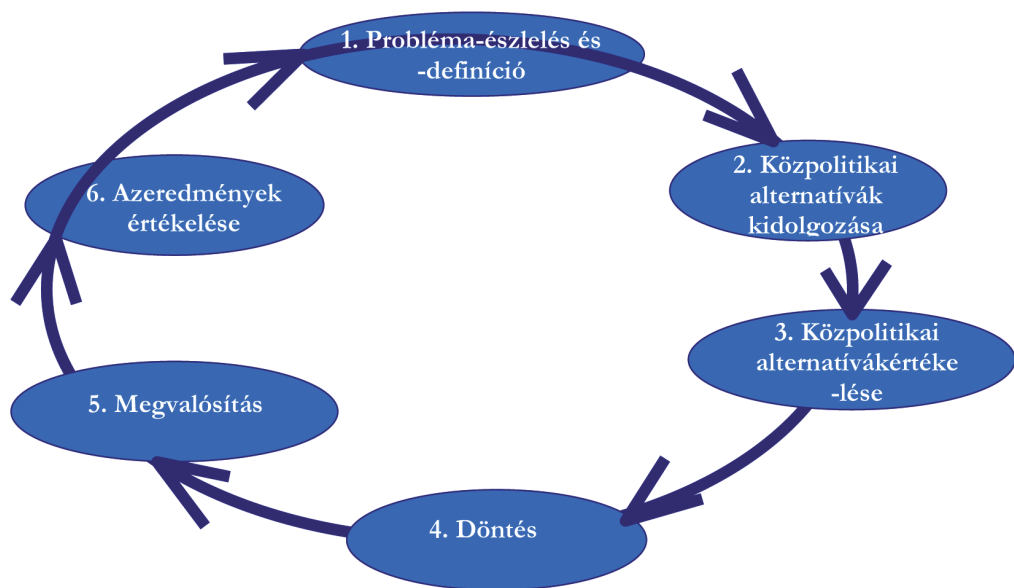 1. Probléma-észlelés és
-definíció
2. Közpolitikai
alternatívák
kidolgozása
3. Közpolitikai
alternatívákértéke
-lése
4. Döntés
5. Megvalósítás
6. Azeredmények
értékelése